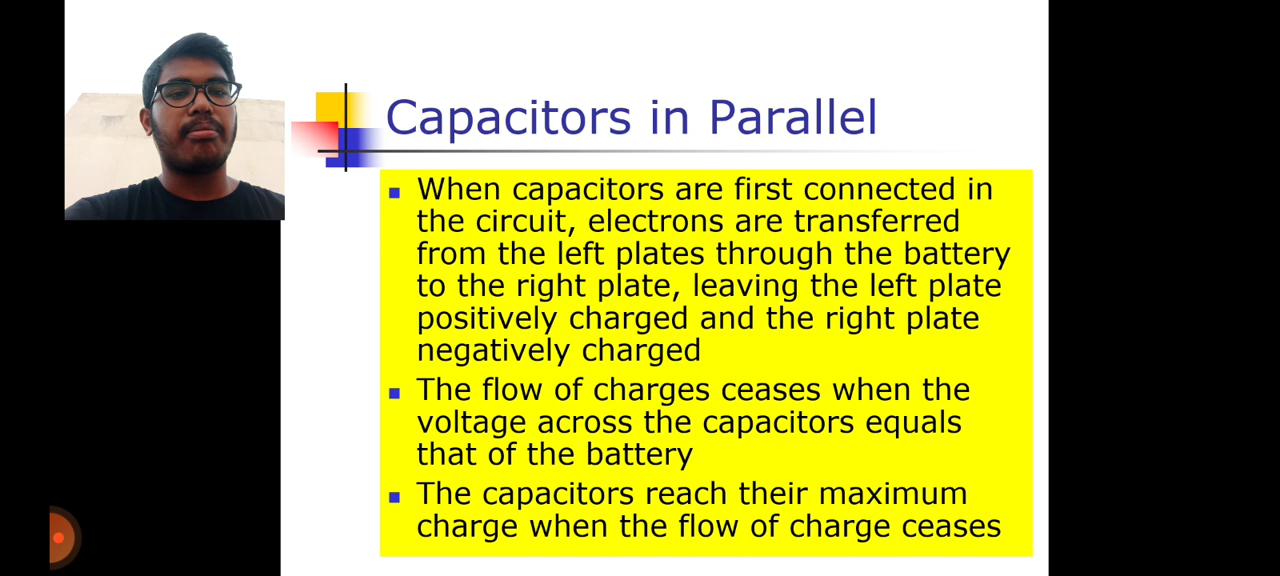 Capacitors in Parallel
When capacitors are first connected in
the circuit, electrons are transferred
from the left plates through the battery
to the right plate, leaving the left plate
positively charged and the right plate
negatively charged
The flow of charges ceases when the
voltage across the capacitors equals
that of the battery
The capacitors reach their maximum
charge when the flow of charge ceases